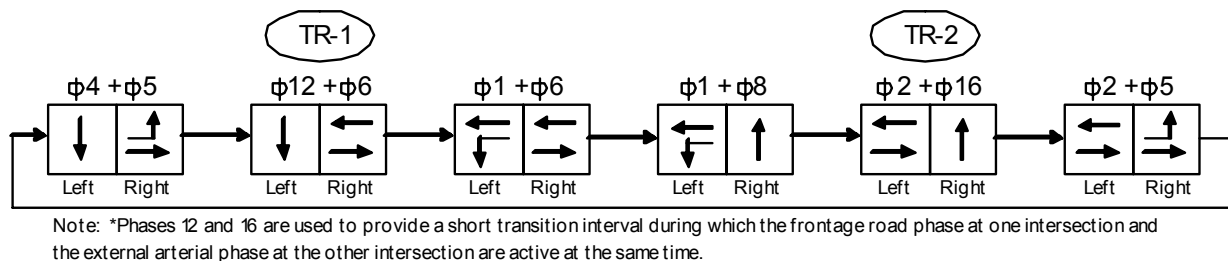 TR-1 TR-2
ф4 +ф5 ф12 +ф6 ф1 +ф6 ф1 +ф8 ф2 +ф16 ф2 +ф5
Left Right Left Right Left Right Left Right Left Right Left Right
Note: *Phases 12 and 16 are used to provide a short transition interval during which the frontage road phase at one intersection and
the external arterial phase at the other intersection are active at the same time.